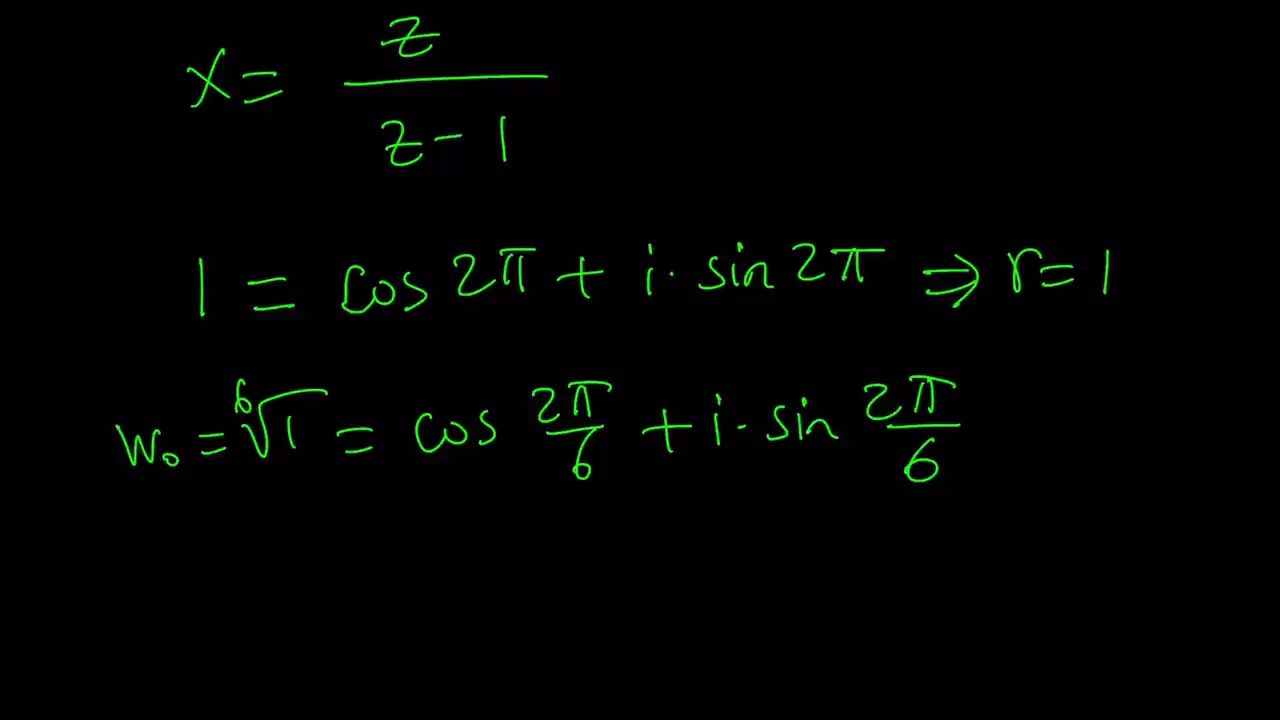 x = z / z - 1
1 = cos 2π + i · sin 2π ⇒ r = 1
w₀ = ⁶√1 = cos 2π/6 + i · sin 2π/6